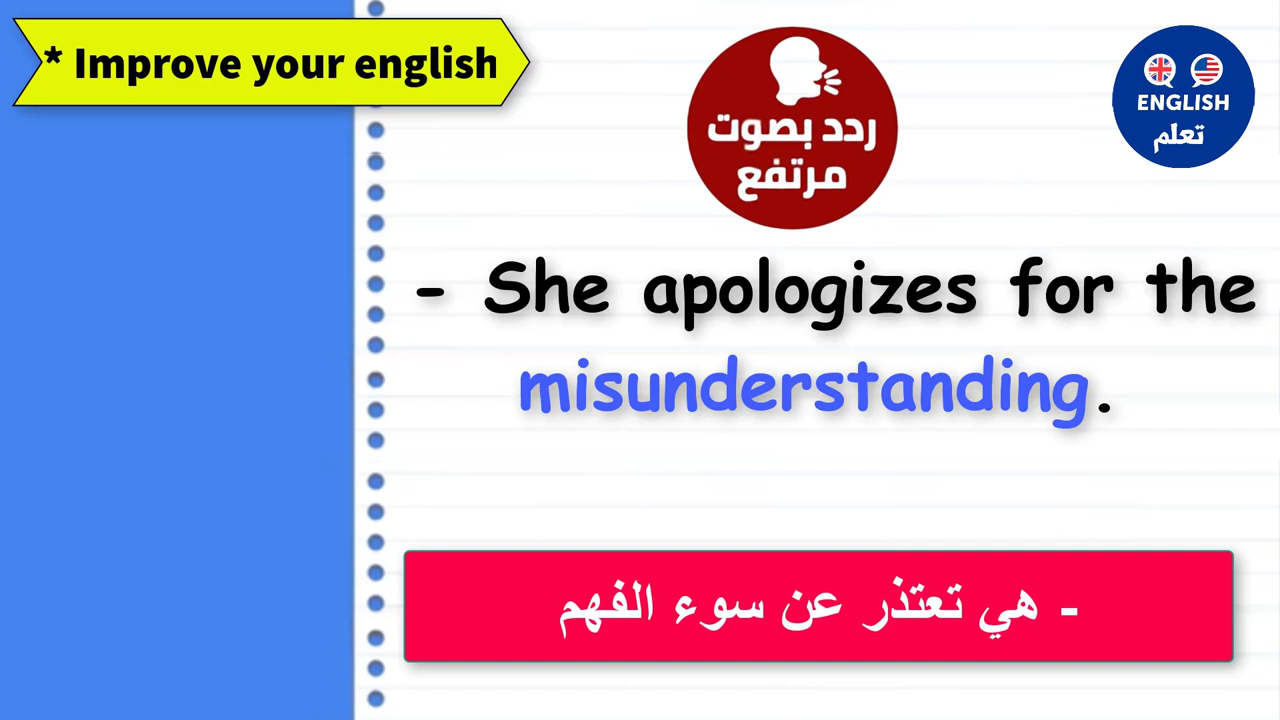 * Improve your english
ردد بصوت
مرتفع
ENGLISH
تعلم
- She apologizes for the
misunderstanding.
- هي تعتذر عن سوء الفهم